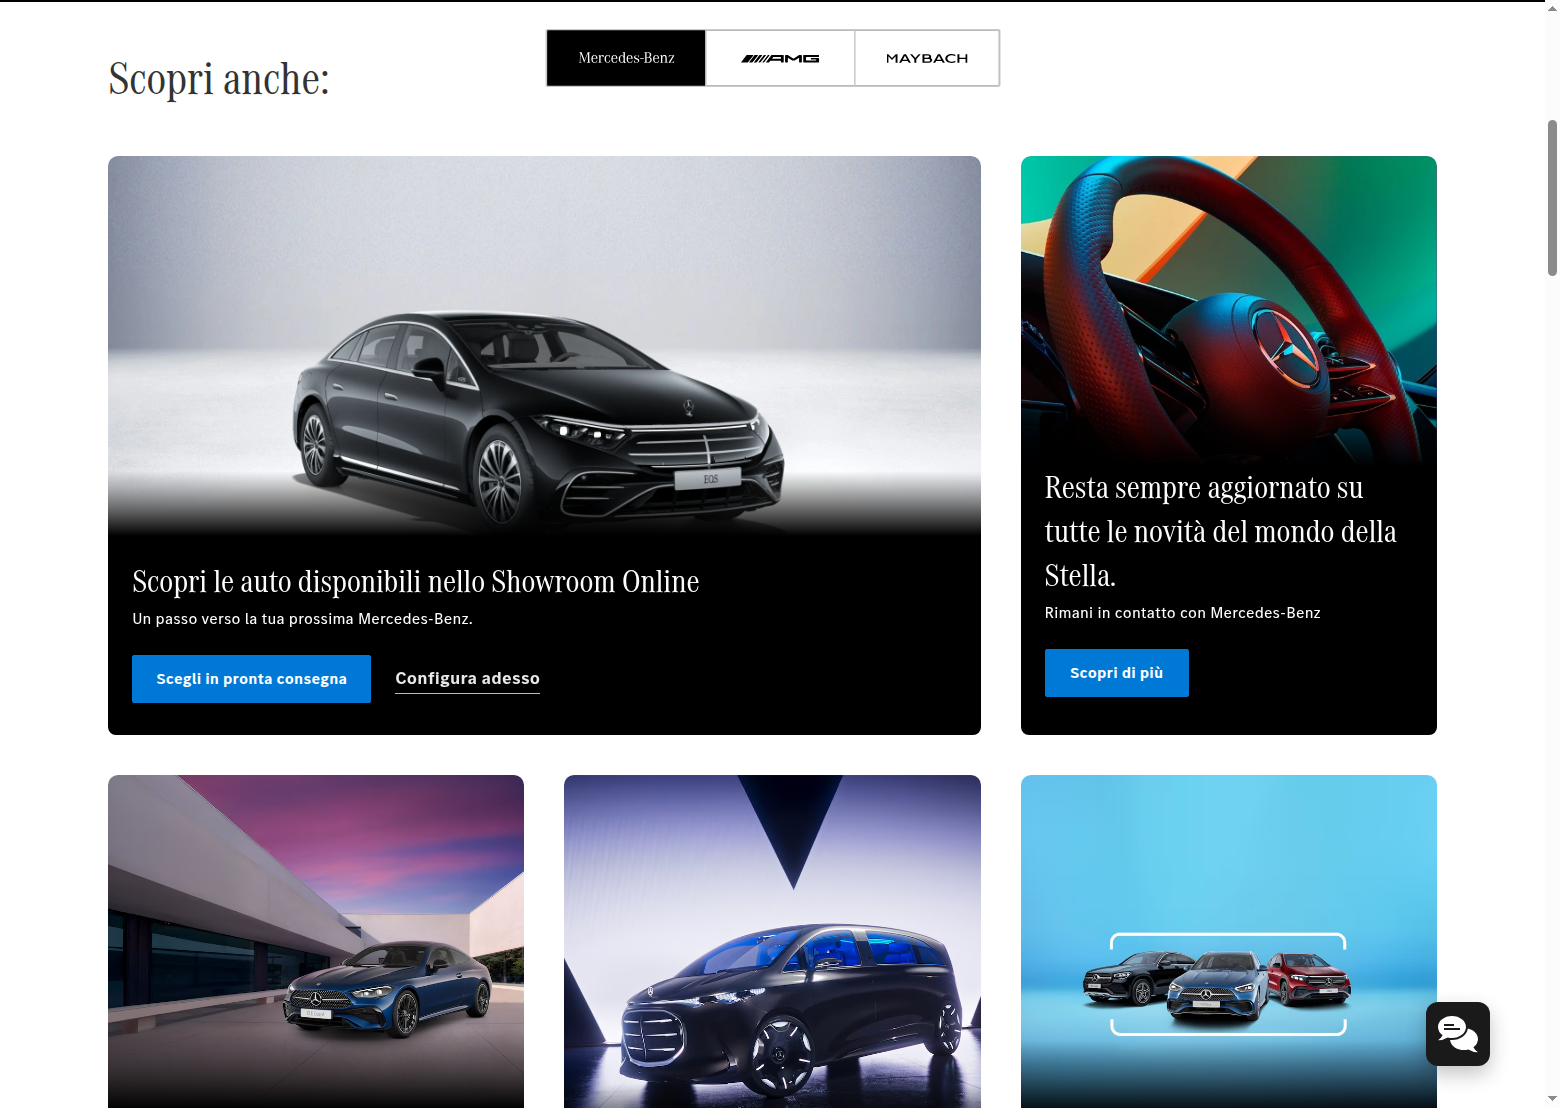 Scopri anche:
Mercedes-Benz
AMG
MAYBACH
Scopri le auto disponibili nello Showroom Online
Un passo verso la tua prossima Mercedes-Benz.
Scegli in pronta consegna
Configura adesso
EQS
Resta sempre aggiornato su
tutte le novità del mondo della
Stella.
Rimani in contatto con Mercedes-Benz
Scopri di più